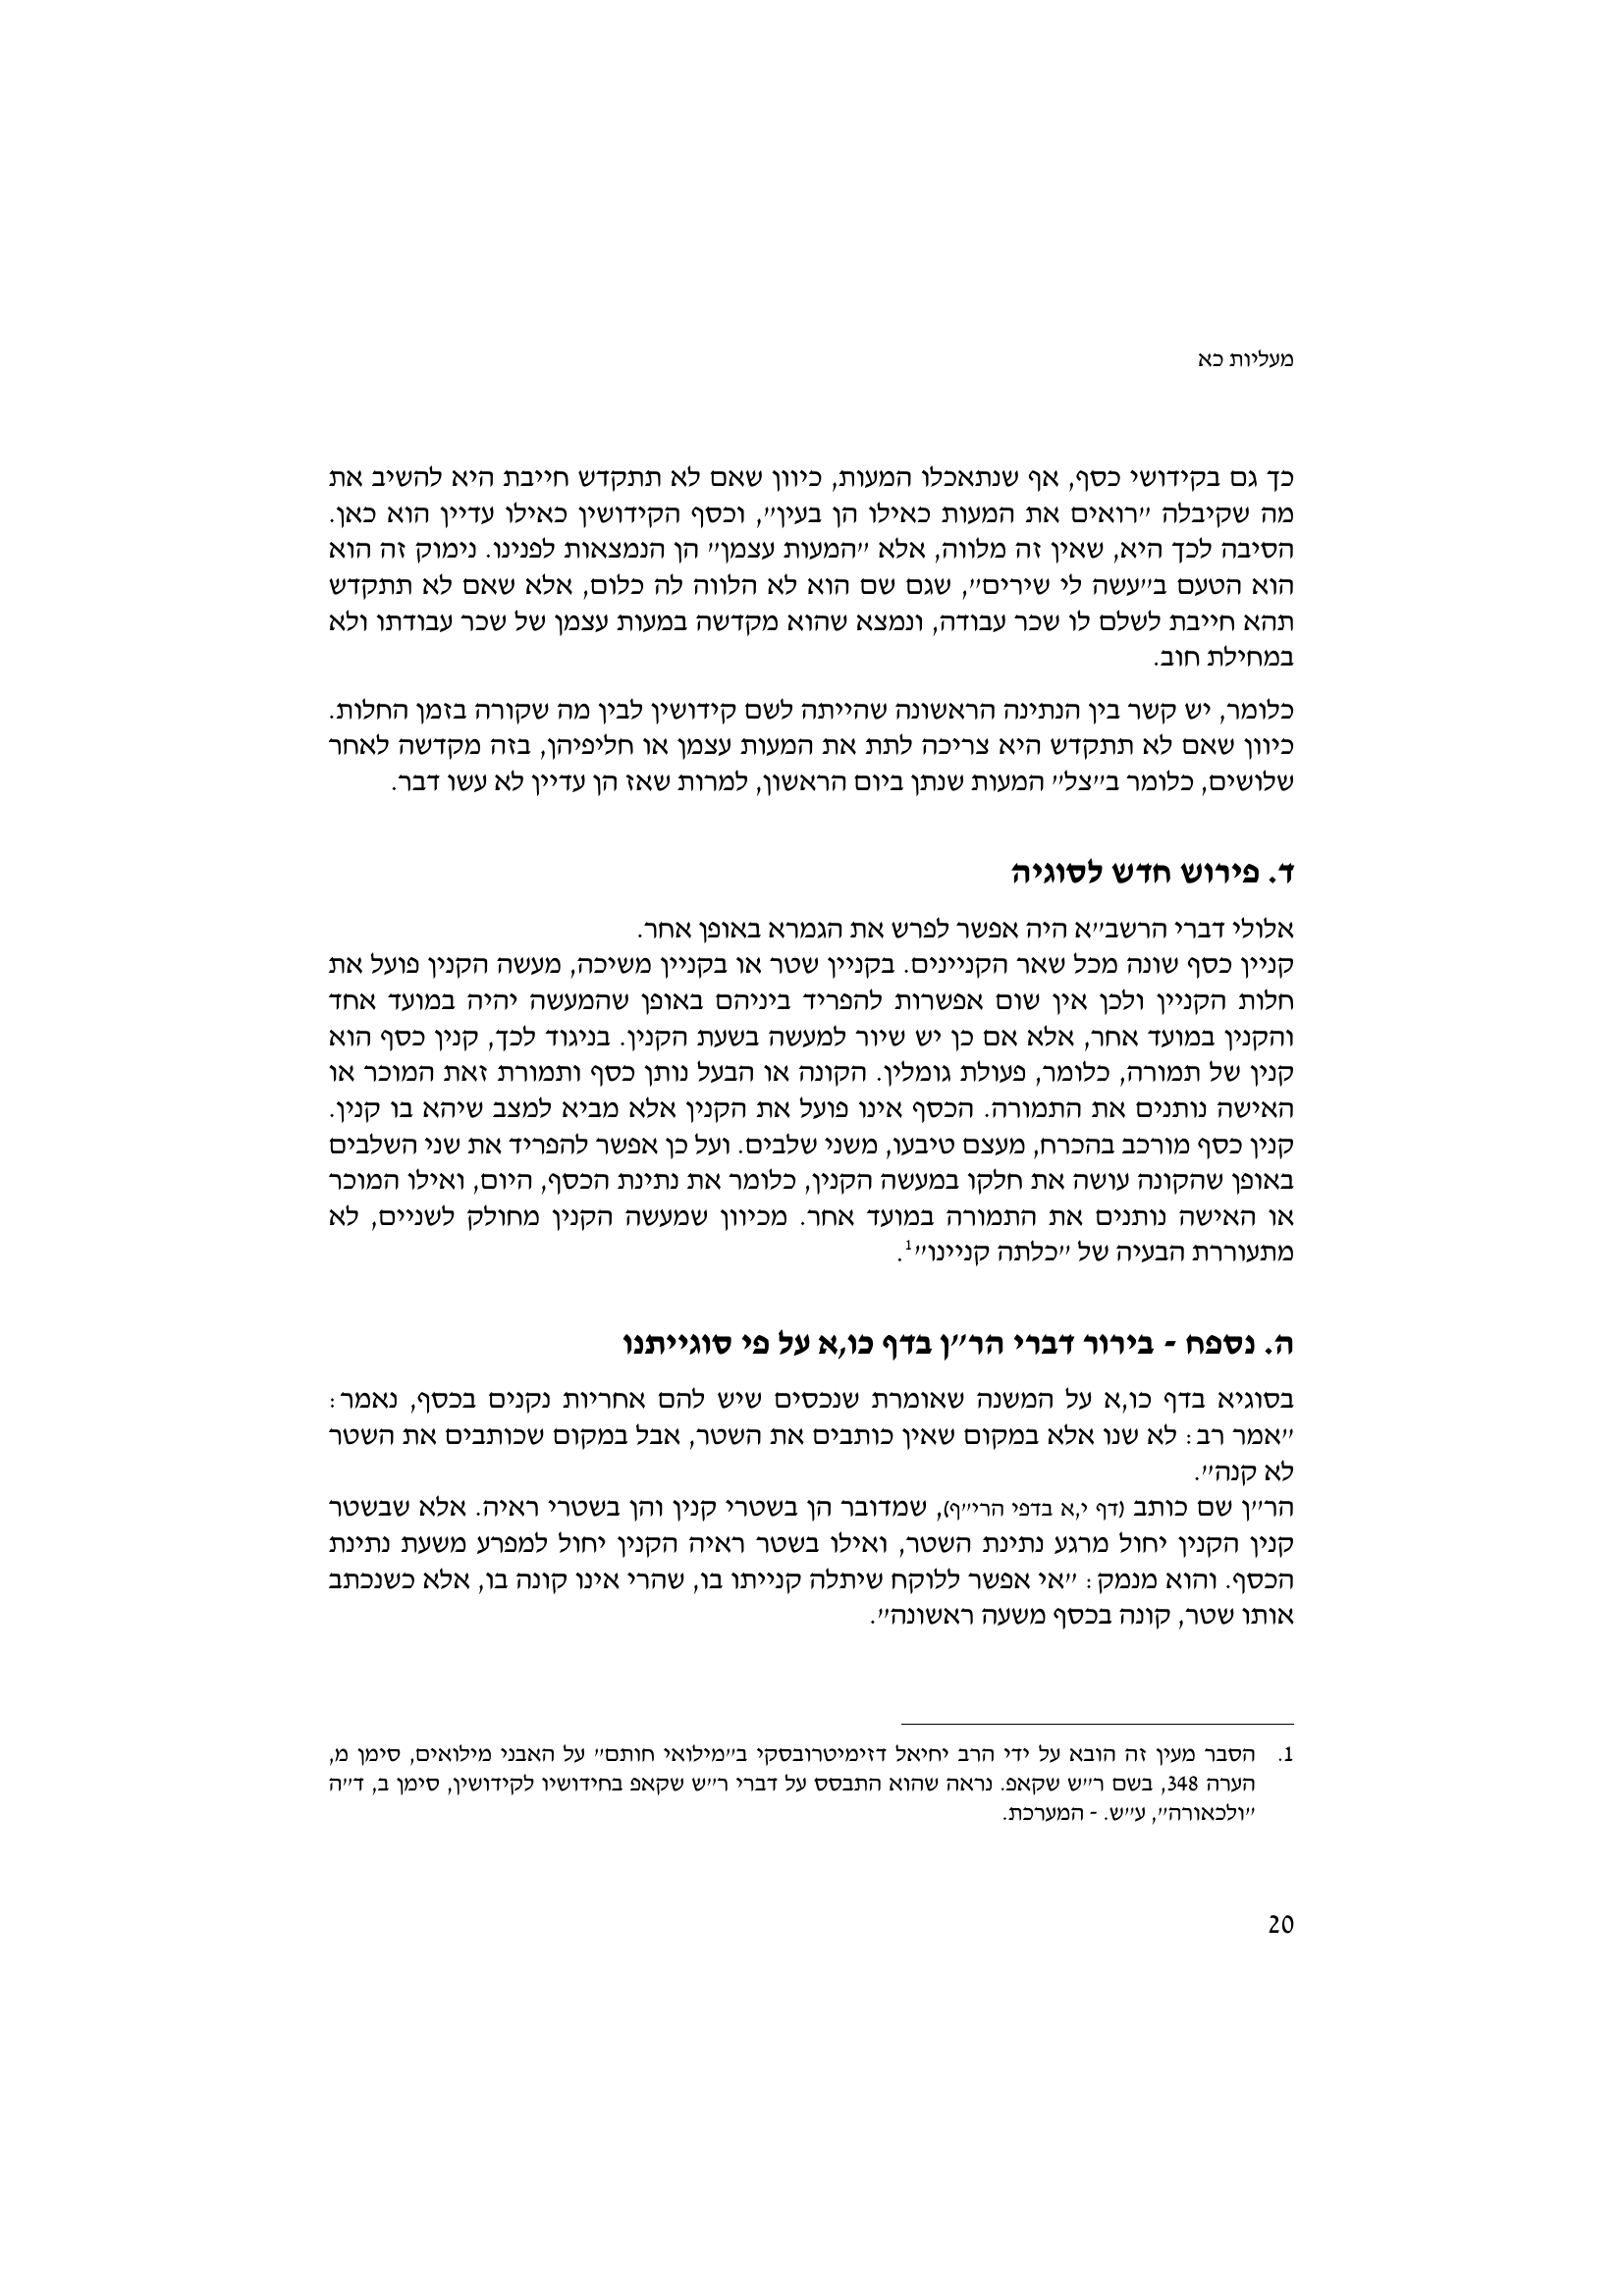 מעליות כא
כך גם בקידושי כסף, אף שנתאכלו המעות, כיוון שאם לא תתקדש חייבת היא להשיב את
מה שקיבלה "רואים את המעות כאילו הן בעין", וכסף הקידושין כאילו עדיין הוא כאן.
הסיבה לכך היא, שאין זה מלווה, אלא "המעות עצמן" הן הנמצאות לפנינו. נימוק זה הוא
הוא הטעם ב"עשה לי שירים", שגם שם הוא לא הלווה לה כלום, אלא שאם לא תתקדש
תהא חייבת לשלם לו שכר עבודה, ונמצא שהוא מקדשה במעות עצמן של שכר עבודתו ולא
במחילת חוב.
כלומר, יש קשר בין הנתינה הראשונה שהייתה לשם קידושין לבין מה שקורה בזמן החלות.
כיוון שאם לא תתקדש היא צריכה לתת את המעות עצמן או חליפיהן, בזה מקדשה לאחר
שלושים, כלומר ב"צל" המעות שנתן ביום הראשון, למרות שאז הן עדיין לא עשו דבר.
ד. פירוש חדש לסוגיה
אלולי דברי הרשב"א היה אפשר לפרש את הגמרא באופן אחר.
קניין כסף שונה מכל שאר הקניינים. בקניין שטר או בקניין משיכה, מעשה הקנין פועל את
חלות הקניין ולכן אין שום אפשרות להפריד ביניהם באופן שהמעשה יהיה במועד אחד
והקנין במועד אחר, אלא אם כן יש שיור למעשה בשעת הקנין. בניגוד לכך, קנין כסף הוא
קנין של תמורה, כלומר, פעולת גומלין. הקונה או הבעל נותן כסף ותמורת זאת המוכר או
האישה נותנים את התמורה. הכסף אינו פועל את הקנין אלא מביא למצב שיהא בו קנין.
קנין כסף מורכב בהכרח, מעצם טיבעו, משני שלבים. ועל כן אפשר להפריד את שני השלבים
באופן שהקונה עושה את חלקו במעשה הקנין, כלומר את נתינת הכסף, היום, ואילו המוכר
או האישה נותנים את התמורה במועד אחר. מכיוון שמעשה הקנין מחולק לשניים, לא
מתעוררת הבעיה של "כלתה קניינו"1.
ה. נספח - בירור דברי הר"ן בדף כו,א על פי סוגייתנו
בסוגיא בדף כו,א על המשנה שאומרת שנכסים שיש להם אחריות נקנים בכסף, נאמר:
"אמר רב: לא שנו אלא במקום שאין כותבים את השטר, אבל במקום שכותבים את השטר
לא קנה".
הר"ן שם כותב (דף י,א בדפי הרי"ף), שמדובר הן בשטרי קנין והן בשטרי ראיה. אלא שבשטר
קנין הקנין יחול מרגע נתינת השטר, ואילו בשטר ראיה הקנין יחול למפרע משעת נתינת
הכסף. והוא מנמק: "אי אפשר ללוקח שיתלה קנייתו בו, שהרי אינו קונה בו, אלא כשנכתב
אותו שטר, קונה בכסף משעה ראשונה".
1. הסבר מעין זה הובא על ידי הרב יחיאל דזימיטרובסקי ב"מילואי חותם" על האבני מילואים, סימן מ,
הערה 348, בשם ר"ש שקאפ. נראה שהוא התבסס על דברי ר"ש שקאפ בחידושיו לקידושין, סימן ב, ד"ה
"ולכאורה", ע"ש. - המערכת.
20